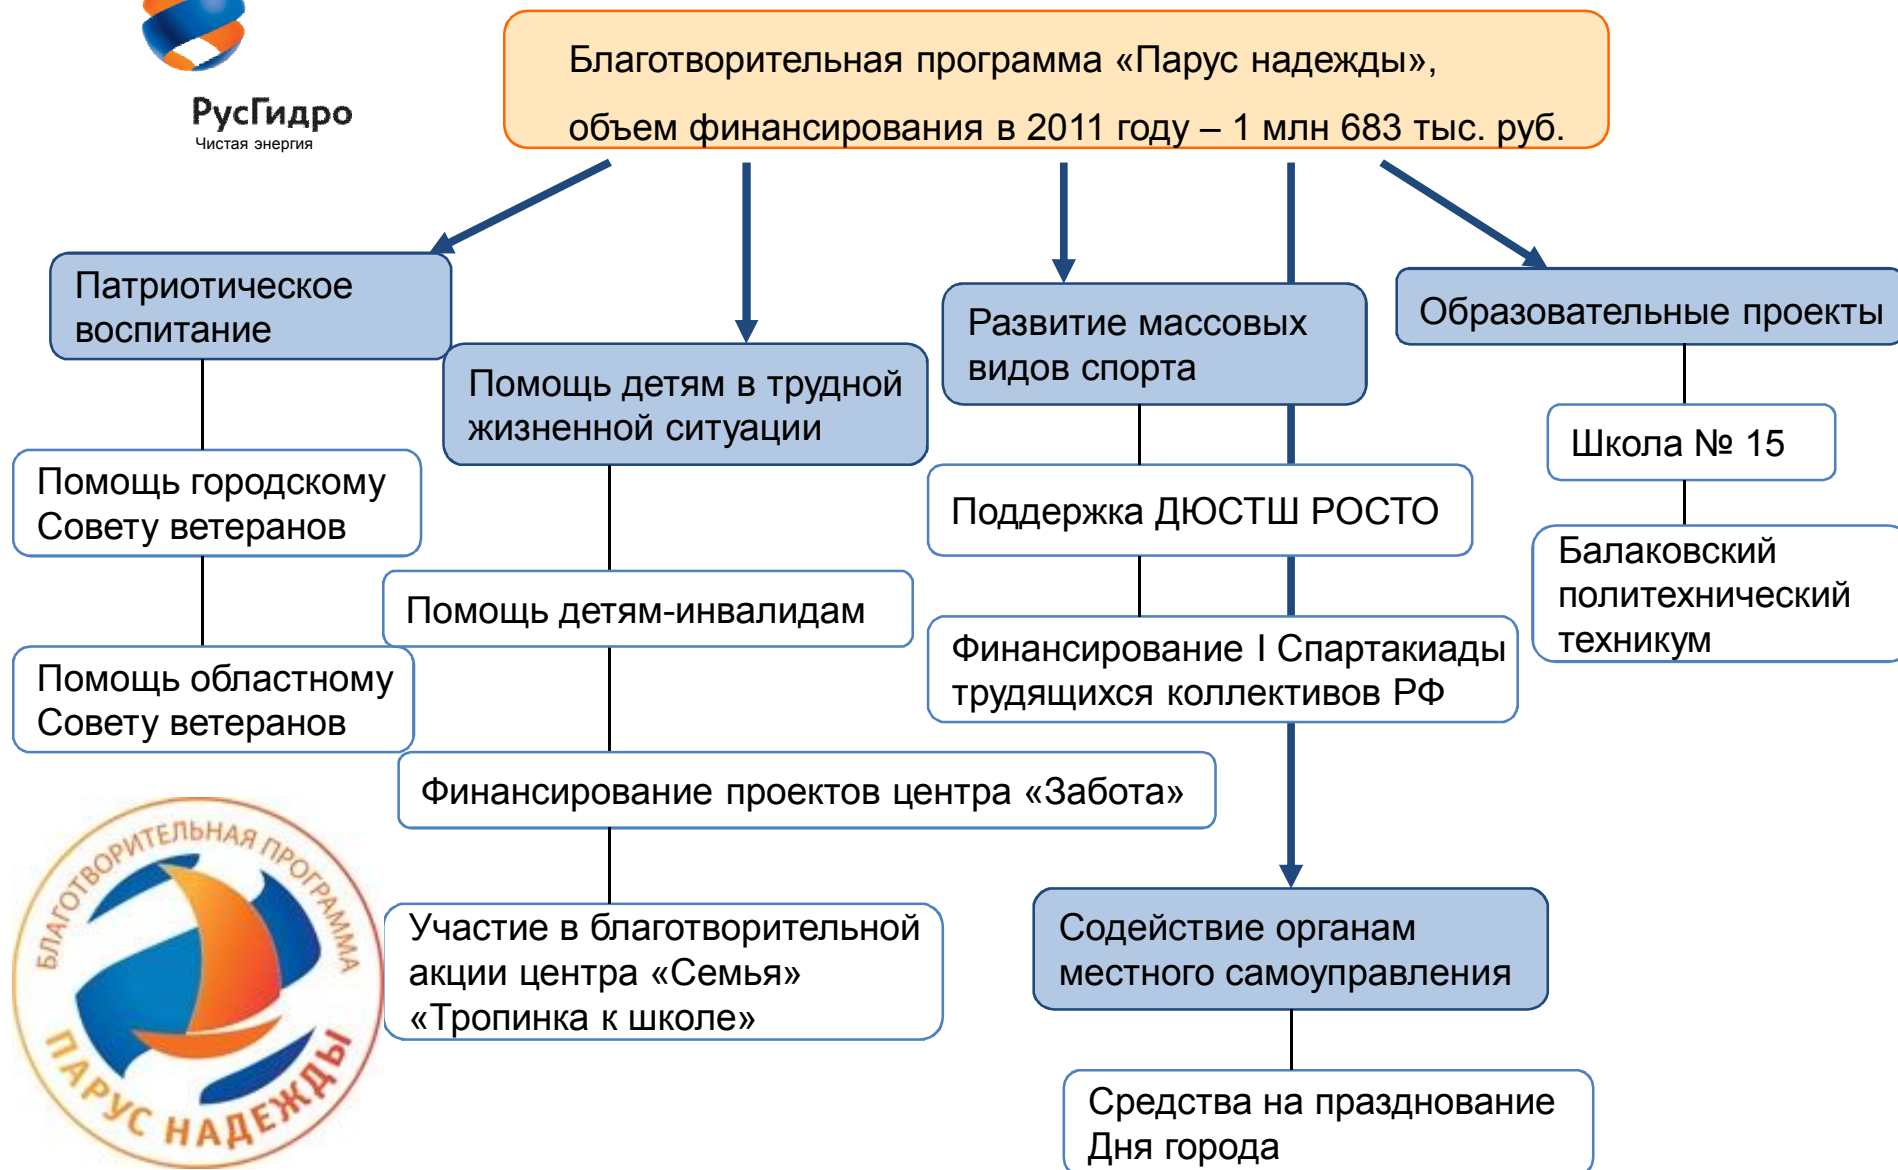 РусГидро
Чистая энергия
Благотворительная программа «Парус надежды»,
объем финансирования в 2011 году – 1 млн 683 тыс. руб.
Патриотическое
воспитание
Помощь городскому
Совету ветеранов
Помощь областному
Совету ветеранов
Помощь детям в трудной
жизненной ситуации
Помощь детям-инвалидам
Финансирование проектов центра «Забота»
Участие в благотворительной
акции центра «Семья»
«Тропинка к школе»
Развитие массовых
видов спорта
Поддержка ДЮСТШ РОСТО
Финансирование I Спартакиады
трудящихся коллективов РФ
Содействие органам
местного самоуправления
Средства на празднование
Дня города
Образовательные проекты
Школа № 15
Балаковский
политехнический
техникум
БЛАГОТВОРИТЕЛЬНАЯ ПРОГРАММА
ПАРУС НАДЕЖДЫ